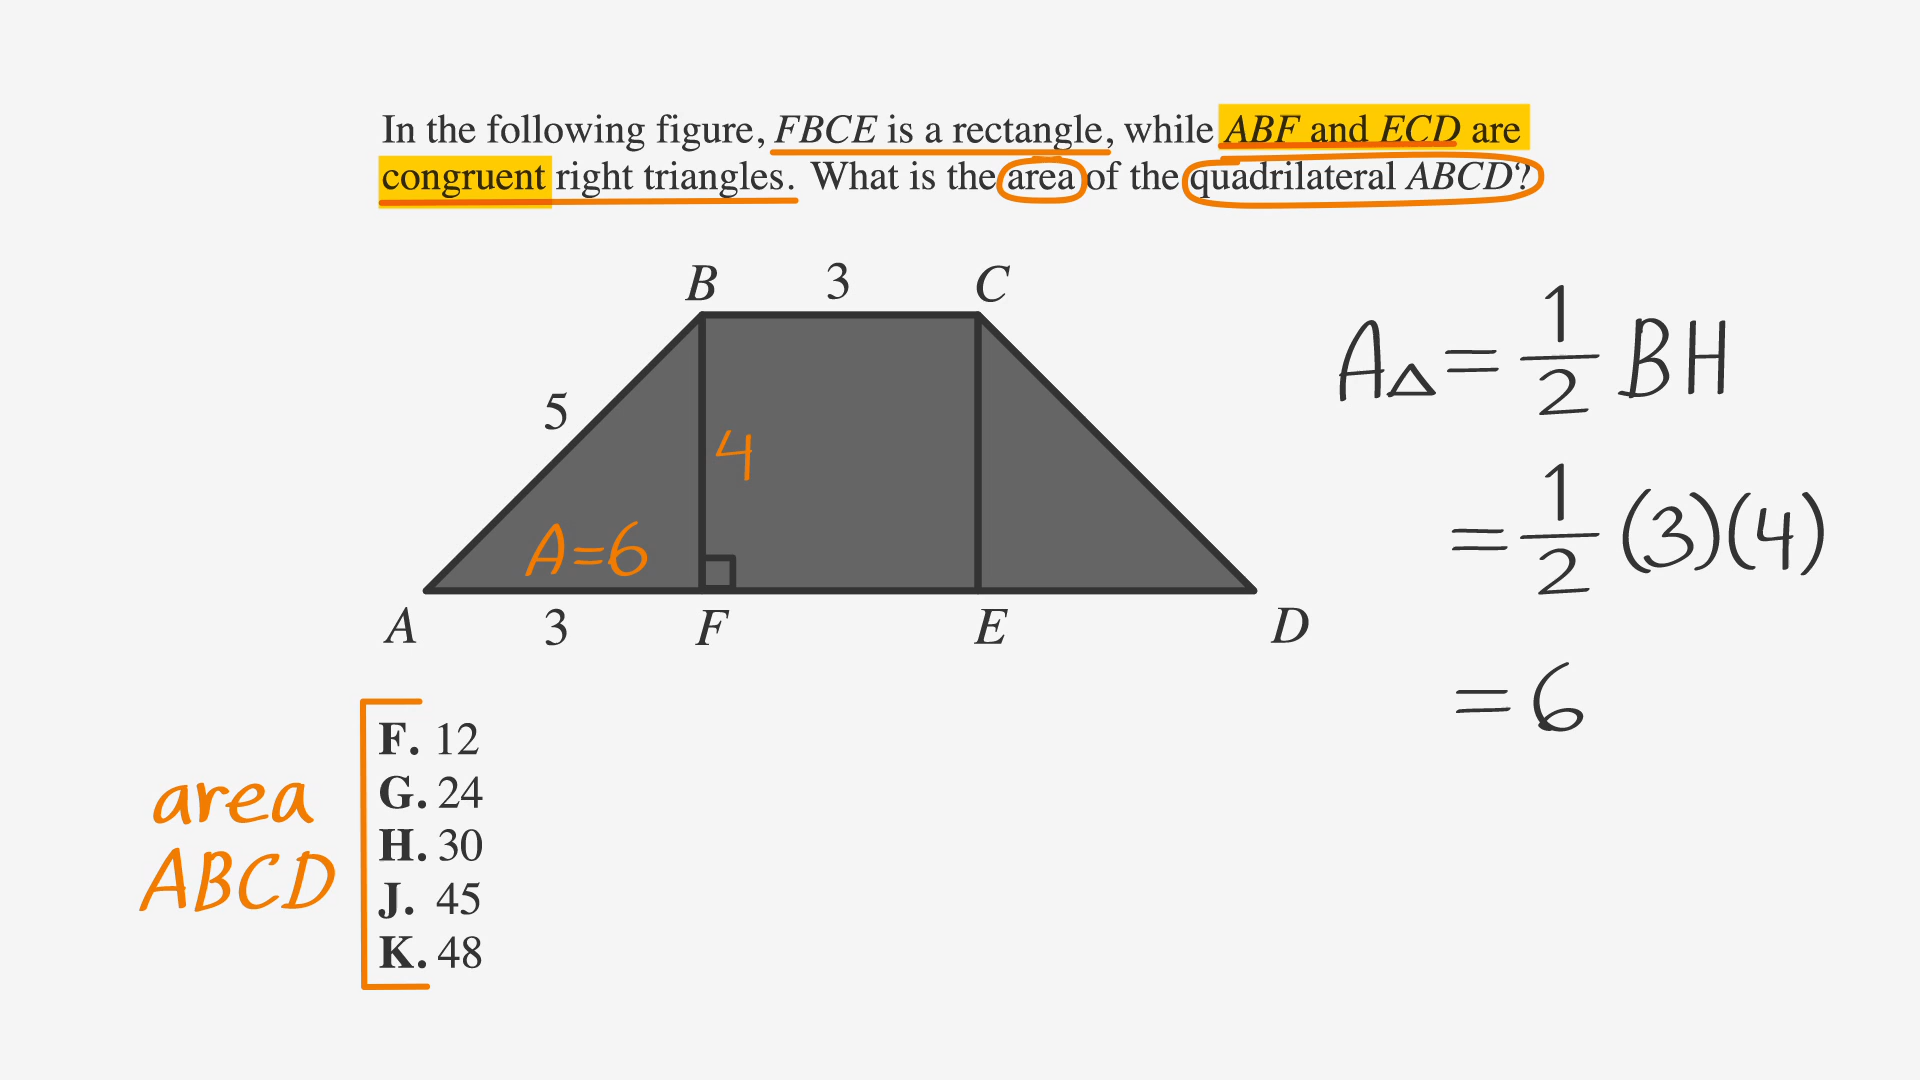 In the following figure, FBCE is a rectangle, while ABF and ECD are
congruent right triangles. What is the area of the quadrilateral ABCD?
B 3 C
5
4
A=6
A 3 F E D
A△ = 1/2 BH
= 1/2 (3)(4)
= 6
area
ABCD
F. 12
G. 24
H. 30
J. 45
K. 48